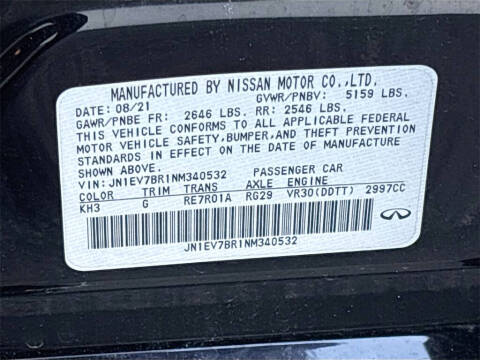 MANUFACTURED BY NISSAN MOTOR CO.,LTD.
DATE: 08/21 GVWR/PNBV: 5159 LBS.
GAWR/PNBE FR: 2646 LBS. RR: 2546 LBS.
THIS VEHICLE CONFORMS TO ALL APPLICABLE FEDERAL
MOTOR VEHICLE SAFETY,BUMPER,AND THEFT PREVENTION
STANDARDS IN EFFECT ON THE DATE OF MANUFACTURE
SHOWN ABOVE.
VIN: JN1EV7BR1NM340532 PASSENGER CAR
COLOR TRIM TRANS AXLE ENGINE
KH3 G RE7R01A RG29 VR30(DDTT) 2997CC
JN1EV7BR1NM340532